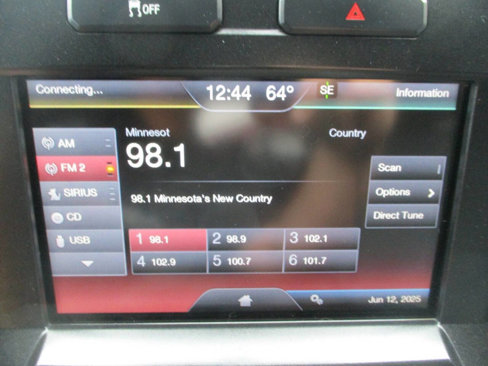 OFF
Connecting... 12:44 64° SE Information
Minnesot Country
98.1
AM
FM 2
SIRIUS
CD
USB
98.1 Minnesota's New Country
Scan
Options
Direct Tune
1 98.1 2 98.9 3 102.1
4 102.9 5 100.7 6 101.7
Jun 12, 2025